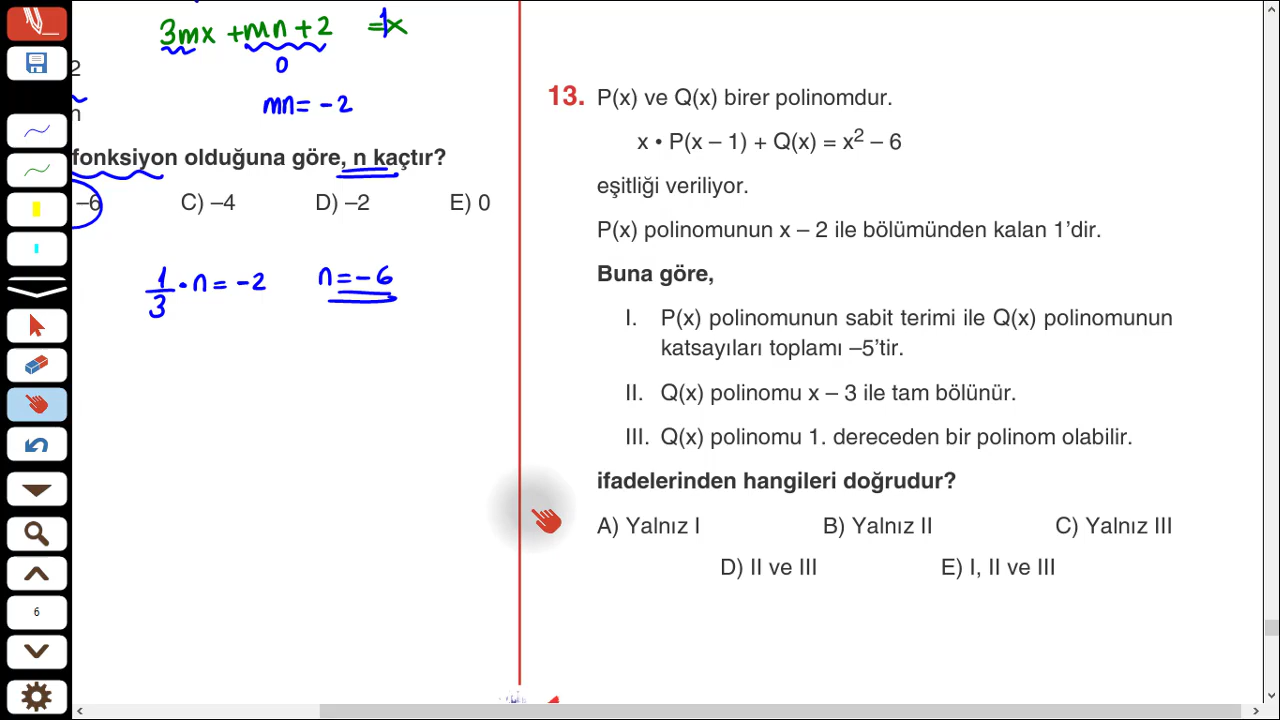 3mx + mn + 2 = 1x
0
2
n
mn = -2
fonksiyon olduğuna göre, n kaçtır?
–6 C) –4 D) –2 E) 0
1/3 · n = -2 n = -6
13. P(x) ve Q(x) birer polinomdur.
x • P(x – 1) + Q(x) = x² – 6
eşitliği veriliyor.
P(x) polinomunun x – 2 ile bölümünden kalan 1’dir.
Buna göre,
I. P(x) polinomunun sabit terimi ile Q(x) polinomunun
katsayıları toplamı –5’tir.
II. Q(x) polinomu x – 3 ile tam bölünür.
III. Q(x) polinomu 1. dereceden bir polinom olabilir.
ifadelerinden hangileri doğrudur?
A) Yalnız I B) Yalnız II C) Yalnız III
D) II ve III E) I, II ve III
6